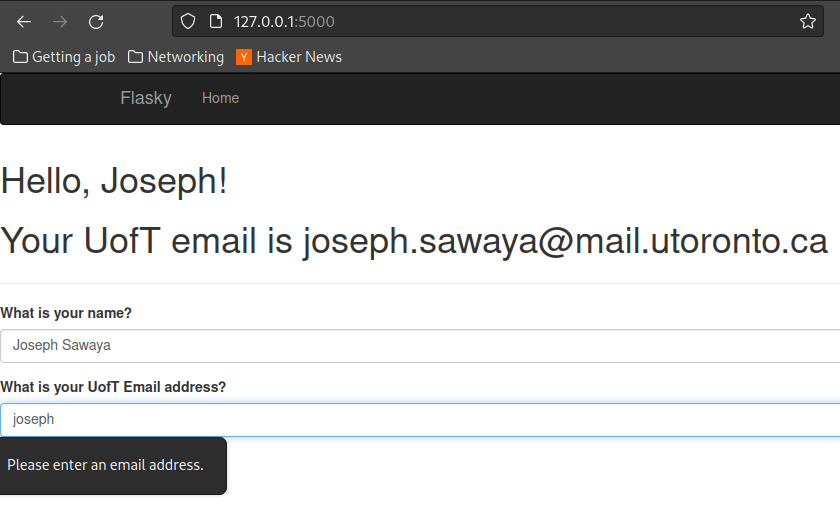 127.0.0.1:5000
Getting a job Networking Y Hacker News
Flasky Home
Hello, Joseph!
Your UofT email is joseph.sawaya@mail.utoronto.ca
What is your name?
Joseph Sawaya
What is your UofT Email address?
joseph
Please enter an email address.